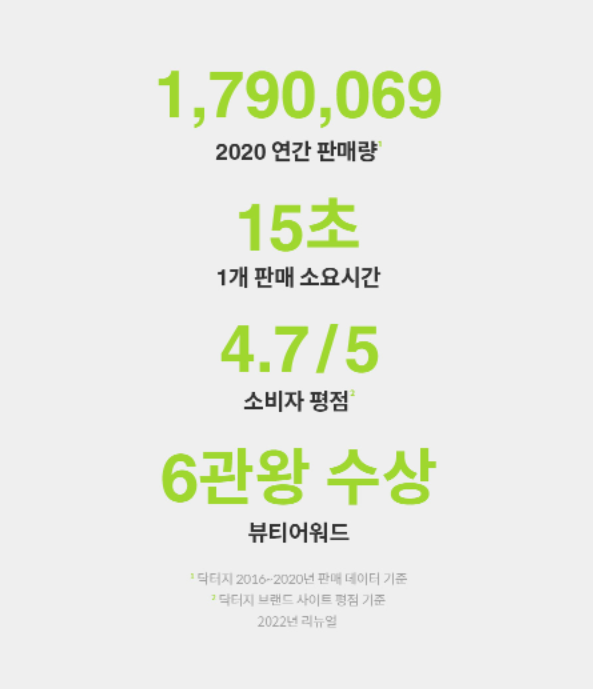 1,790,069
2020 연간 판매량¹
15초
1개 판매 소요시간
4.7/5
소비자 평점²
6관왕 수상
뷰티어워드
¹ 닥터지 2016~2020년 판매 데이터 기준
² 닥터지 브랜드 사이트 평점 기준
2022년 리뉴얼